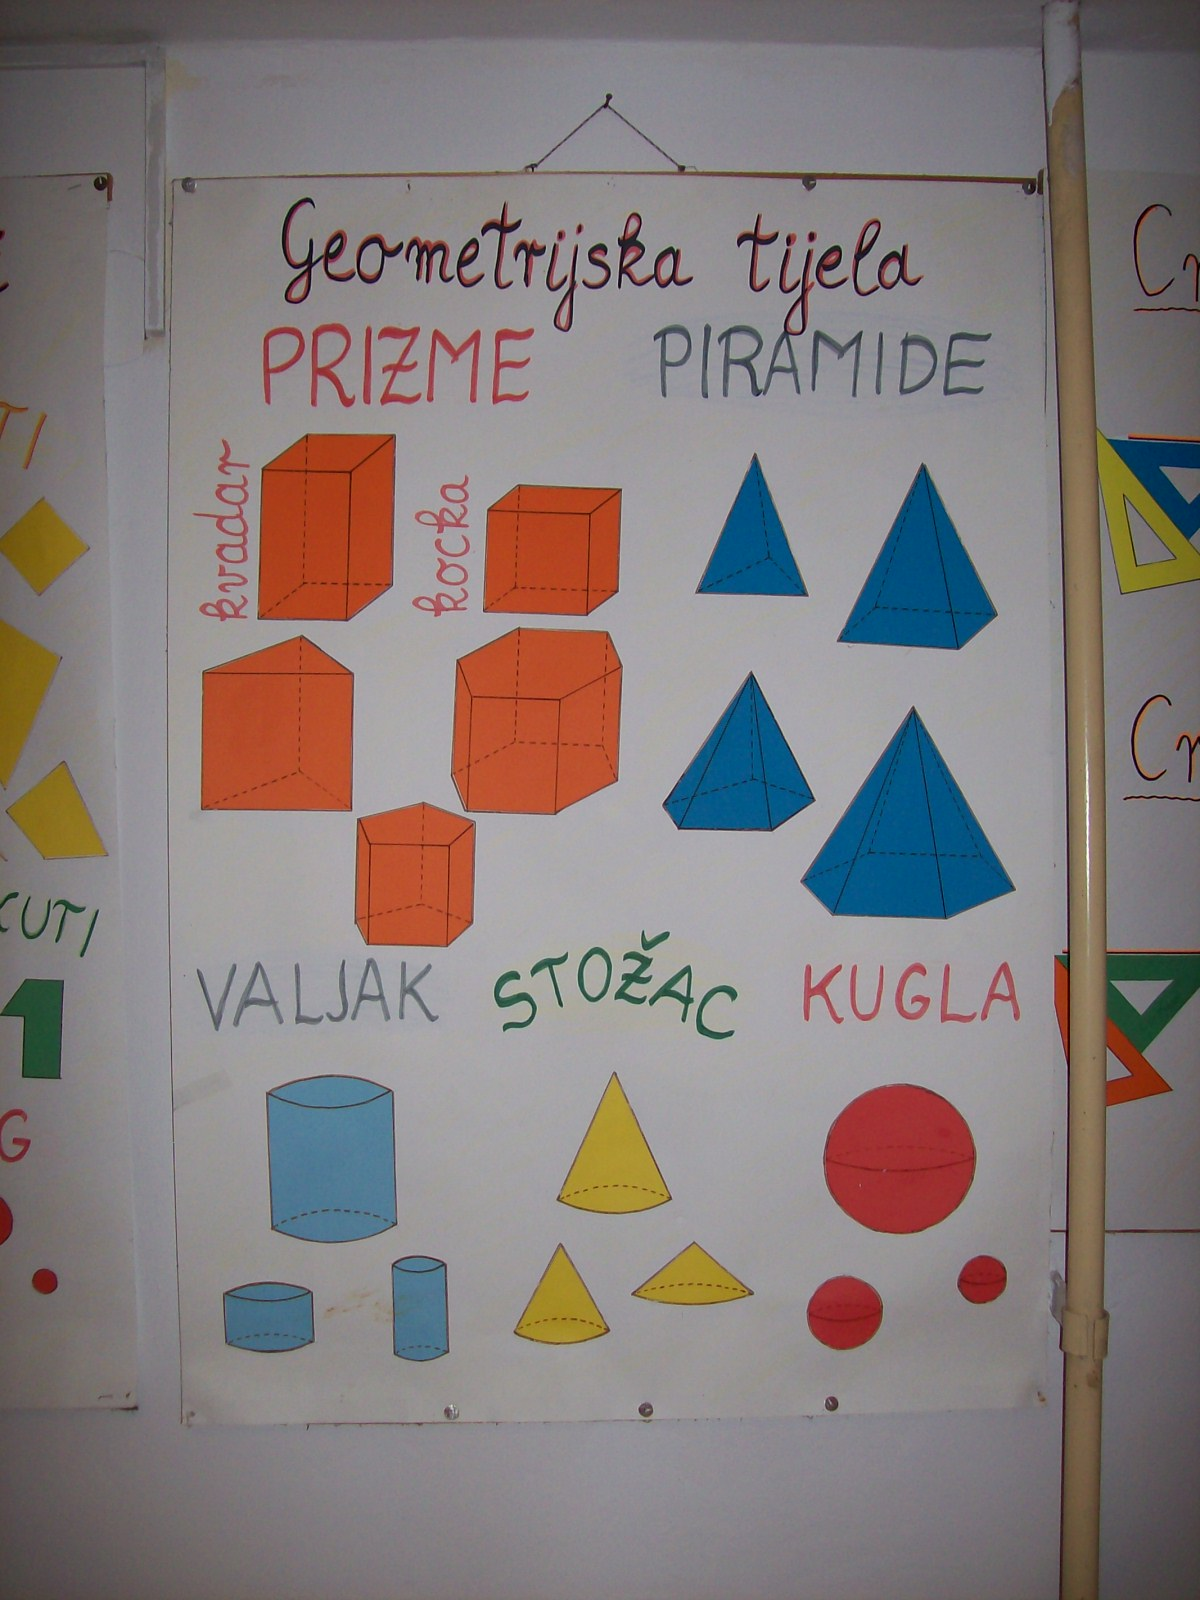 Geometrijska tijela
PRIZME
PIRAMIDE
kvadar
kocka
VALJAK
STOŽAC
KUGLA